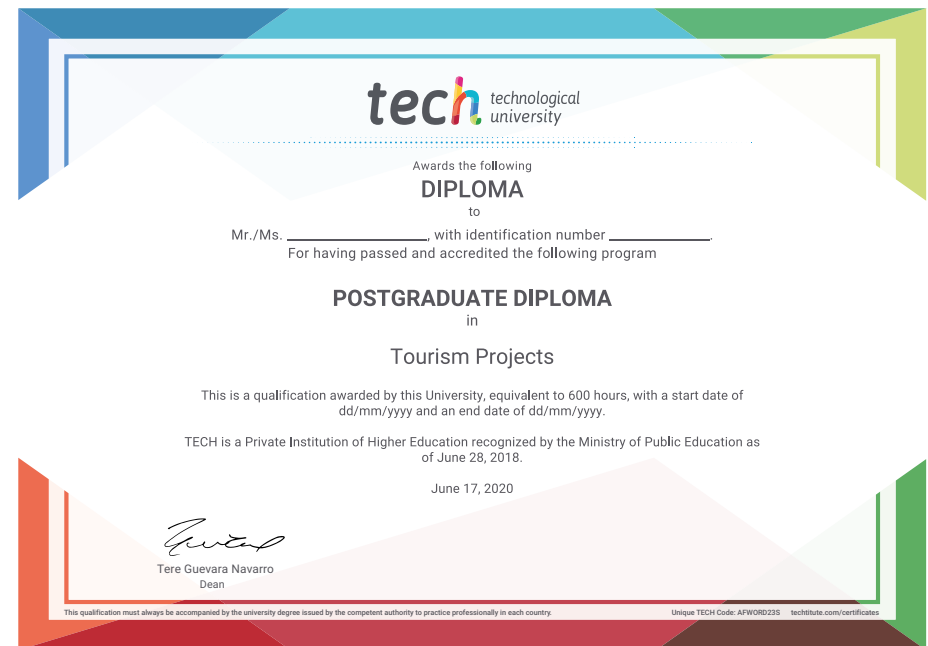 tech technological
university
Awards the following
DIPLOMA
to
Mr./Ms. ____________________, with identification number ______________.
For having passed and accredited the following program
POSTGRADUATE DIPLOMA
in
Tourism Projects
This is a qualification awarded by this University, equivalent to 600 hours, with a start date of
dd/mm/yyyy and an end date of dd/mm/yyyy.
TECH is a Private Institution of Higher Education recognized by the Ministry of Public Education as
of June 28, 2018.
June 17, 2020
Tere Guevara Navarro
Dean
This qualification must always be accompanied by the university degree issued by the competent authority to practice professionally in each country.
Unique TECH Code: AFWORD23S techtitute.com/certificates